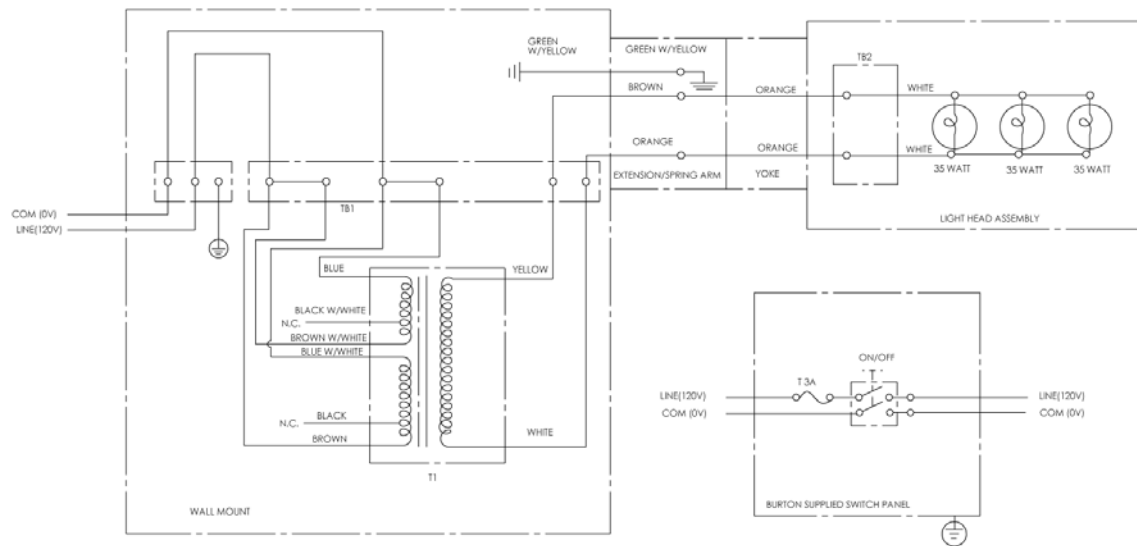 GREEN
W/YELLOW
GREEN W/YELLOW
BROWN
ORANGE
TB2
WHITE
ORANGE
ORANGE
WHITE
35 WATT
35 WATT
35 WATT
EXTENSION/SPRING ARM
YOKE
LIGHT HEAD ASSEMBLY
COM (0V)
LINE(120V)
TB1
BLUE
YELLOW
BLACK W/WHITE
N.C.
BROWN W/WHITE
BLUE W/WHITE
BLACK
N.C.
BROWN
WHITE
T1
WALL MOUNT
ON/OFF
T 3A
LINE(120V)
COM (0V)
LINE(120V)
COM (0V)
BURTON SUPPLIED SWITCH PANEL